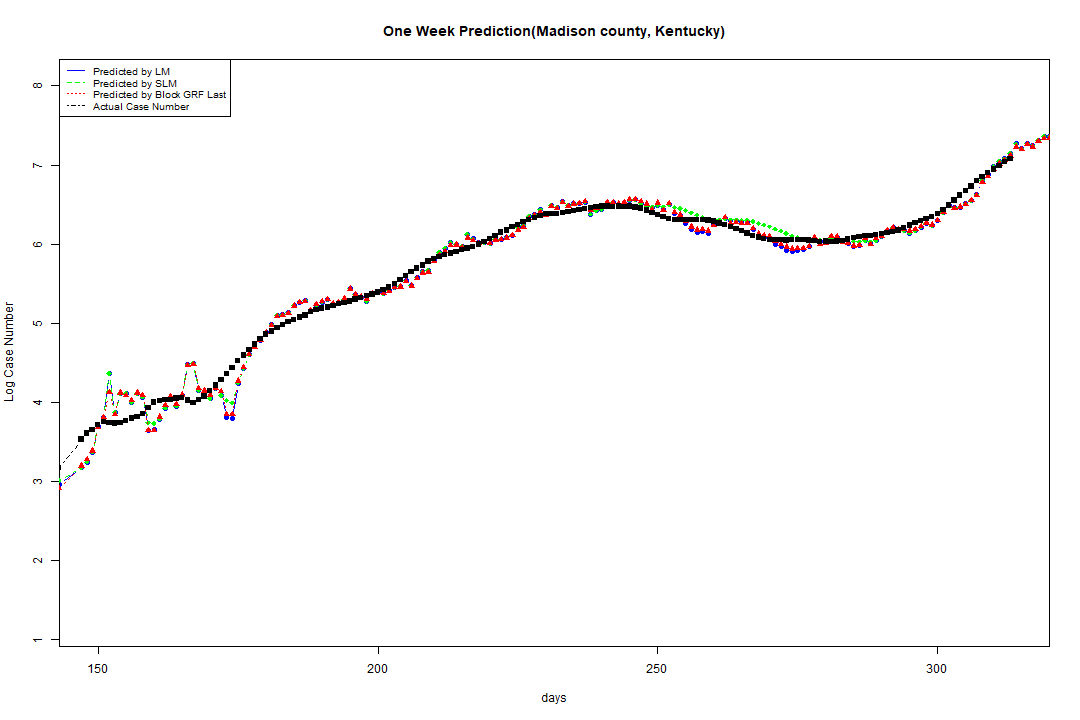 One Week Prediction(Madison county, Kentucky)
Predicted by LM
Predicted by SLM
Predicted by Block GRF Last
Actual Case Number
8
7
6
5
4
3
2
1
Log Case Number
150
200
250
300
days